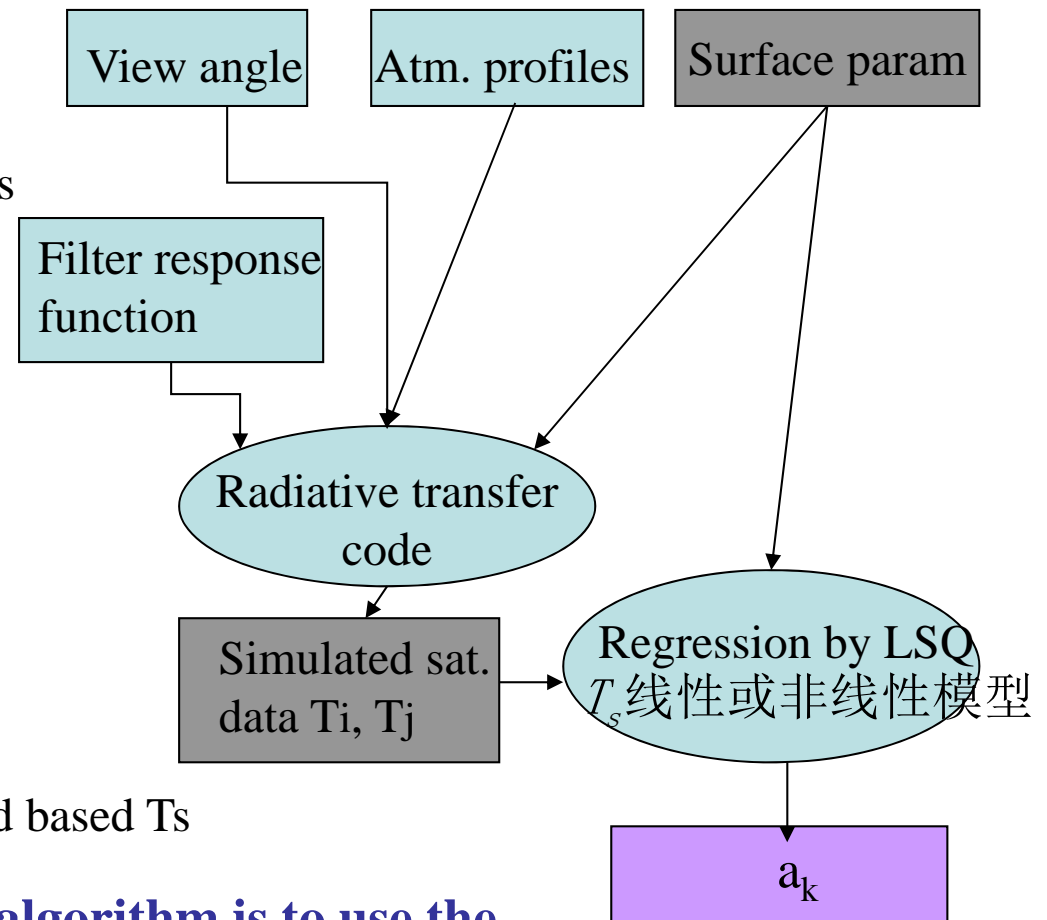 View angle
Atm. profiles
Surface param
s
Filter response
function
Radiative transfer
code
Simulated sat.
data Ti, Tj
Regression by LSQ
Ts线性或非线性模型
d based Ts
ak
algorithm is to use the